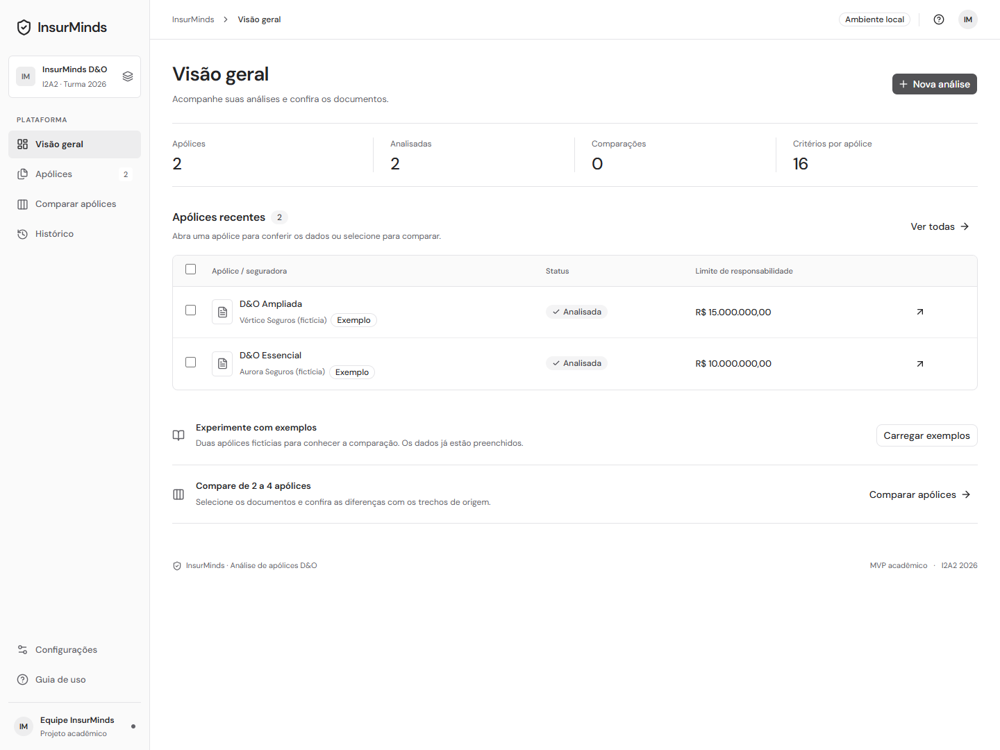 InsurMinds
IM
InsurMinds D&O
I2A2 · Turma 2026
PLATAFORMA
Visão geral
Apólices
2
Comparar apólices
Histórico
Configurações
Guia de uso
IM
Equipe InsurMinds
Projeto acadêmico
InsurMinds
Visão geral
Ambiente local
IM
Visão geral
Acompanhe suas análises e confira os documentos.
Nova análise
Apólices
2
Analisadas
2
Comparações
0
Critérios por apólice
16
Apólices recentes 2
Abra uma apólice para conferir os dados ou selecione para comparar.
Ver todas
Apólice / seguradora
Status
Limite de responsabilidade
D&O Ampliada
Vértice Seguros (fictícia) Exemplo
Analisada
R$ 15.000.000,00
D&O Essencial
Aurora Seguros (fictícia) Exemplo
Analisada
R$ 10.000.000,00
Experimente com exemplos
Duas apólices fictícias para conhecer a comparação. Os dados já estão preenchidos.
Carregar exemplos
Compare de 2 a 4 apólices
Selecione os documentos e confira as diferenças com os trechos de origem.
Comparar apólices
InsurMinds · Análise de apólices D&O
MVP acadêmico · I2A2 2026